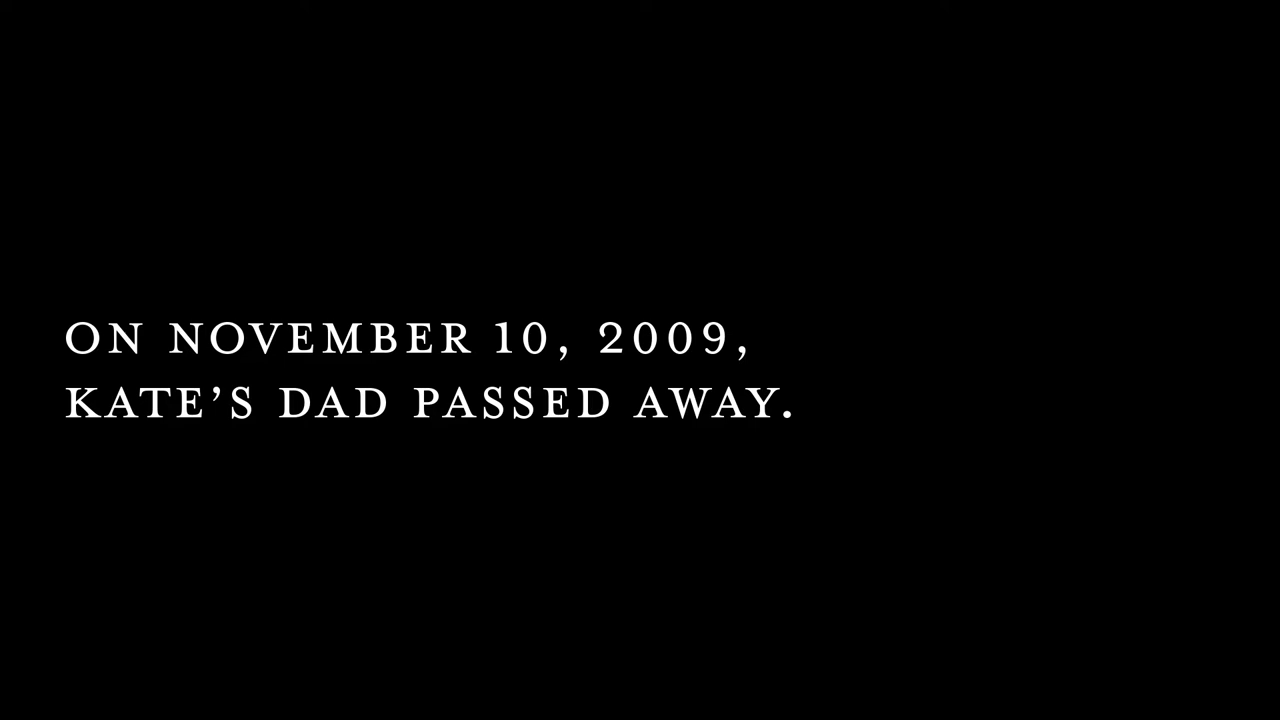 ON NOVEMBER 10, 2009,
KATE’S DAD PASSED AWAY.